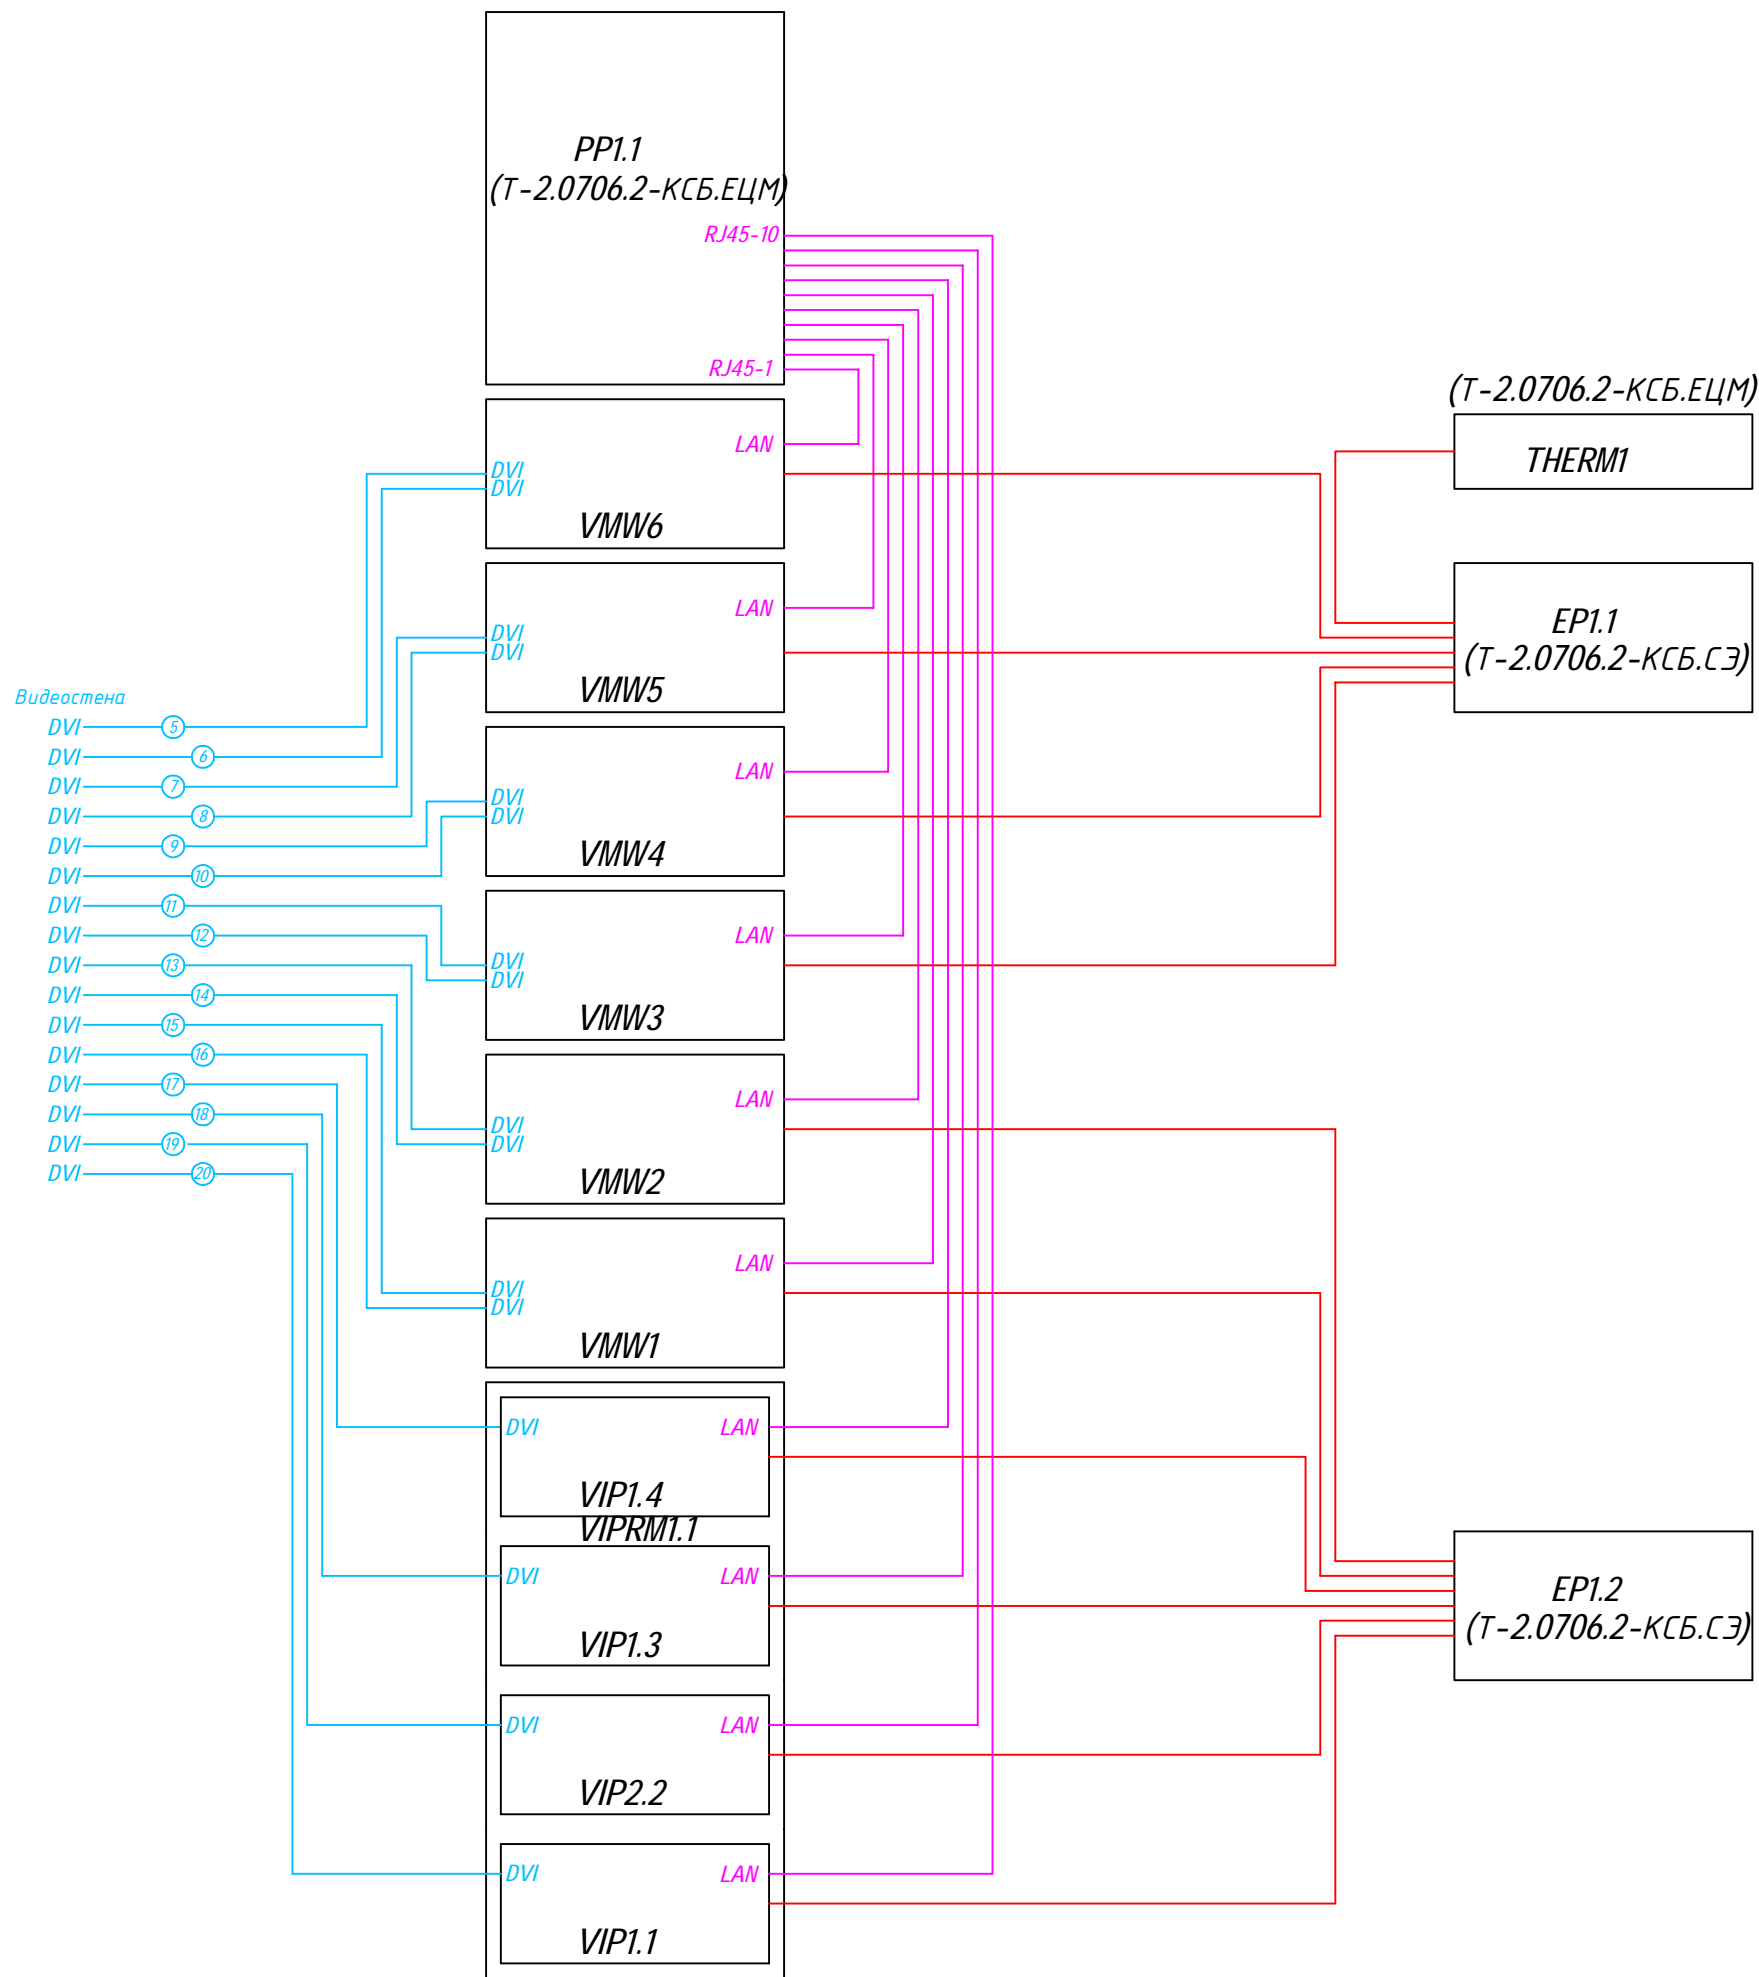 PP1.1
(Т-2.0706.2-КСБ.ЕЦМ)
RJ45-10
RJ45-1
(Т-2.0706.2-КСБ.ЕЦМ)
THERM1
LAN
DVI
DVI
VMW6
LAN
DVI
DVI
VMW5
EP1.1
(Т-2.0706.2-КСБ.СЭ)
Видеостена
DVI 5
DVI 6
DVI 7
DVI 8
DVI 9
DVI 10
DVI 11
DVI 12
DVI 13
DVI 14
DVI 15
DVI 16
DVI 17
DVI 18
DVI 19
DVI 20
LAN
DVI
DVI
VMW4
LAN
DVI
DVI
VMW3
LAN
DVI
DVI
VMW2
LAN
DVI
DVI
VMW1
DVI LAN
VIP1.4
VIPRM1.1
DVI LAN
VIP1.3
EP1.2
(Т-2.0706.2-КСБ.СЭ)
DVI LAN
VIP2.2
DVI LAN
VIP1.1